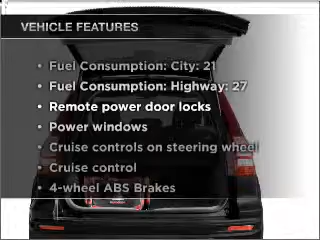 VEHICLE FEATURES
• Fuel Consumption: City: 21
• Fuel Consumption: Highway: 27
• Remote power door locks
• Power windows
• Cruise controls on steering wheel
• Cruise control
• 4-wheel ABS Brakes